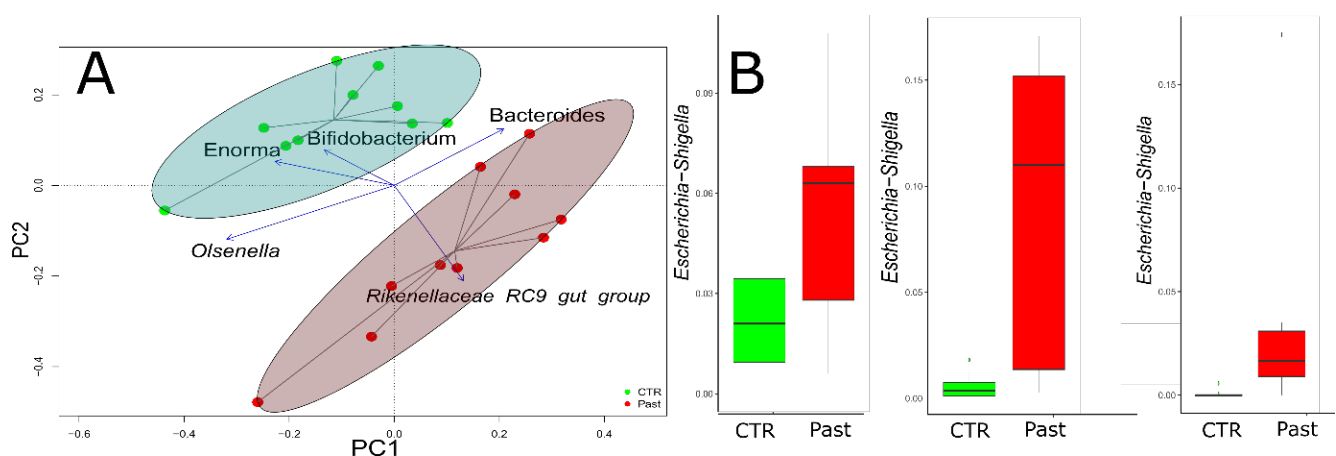 A
PC2
0.2
0.0
−0.2
−0.4
Bacteroides
Bifidobacterium
Enorma
Olsenella
Rikenellaceae RC9 gut group
CTR
Past
−0.6
−0.4
−0.2
0.0
0.2
0.4
PC1
B
Escherichia−Shigella
0.09
0.06
0.03
0.00
CTR Past
Escherichia−Shigella
0.15
0.10
0.05
0.00
CTR Past
Escherichia−Shigella
0.15
0.10
0.05
0.00
CTR Past